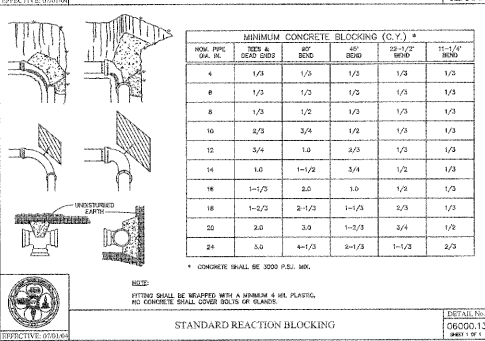 EFFECTIVE: 07/01/04
MINIMUM CONCRETE BLOCKING (C.Y.) *
NOM. PIPE DIA. IN. TEES & DEAD ENDS 90° BEND 45° BEND 22-1/2° BEND 11-1/4° BEND
4 1/3 1/3 1/3 1/3 1/3
6 1/3 1/3 1/3 1/3 1/3
8 1/3 1/2 1/3 1/3 1/3
10 2/3 3/4 1/2 1/3 1/3
12 3/4 1.0 2/3 1/3 1/3
14 1.0 1-1/2 3/4 1/2 1/3
16 1-1/3 2.0 1.0 1/2 1/3
18 1-2/3 2-1/3 1-1/3 2/3 1/3
20 2.0 3.0 1-2/3 3/4 1/2
24 3.0 4-1/3 2-1/3 1-1/3 2/3
UNDISTURBED
EARTH
* CONCRETE SHALL BE 3000 P.S.I. MIX.
NOTE:
FITTING SHALL BE WRAPPED WITH A MINIMUM 4 MIL PLASTIC,
NO CONCRETE SHALL COVER BOLTS OR GLANDS.
STANDARD REACTION BLOCKING
DETAIL No.
06000.13
SHEET 1 OF 1
EFFECTIVE: 07/01/04